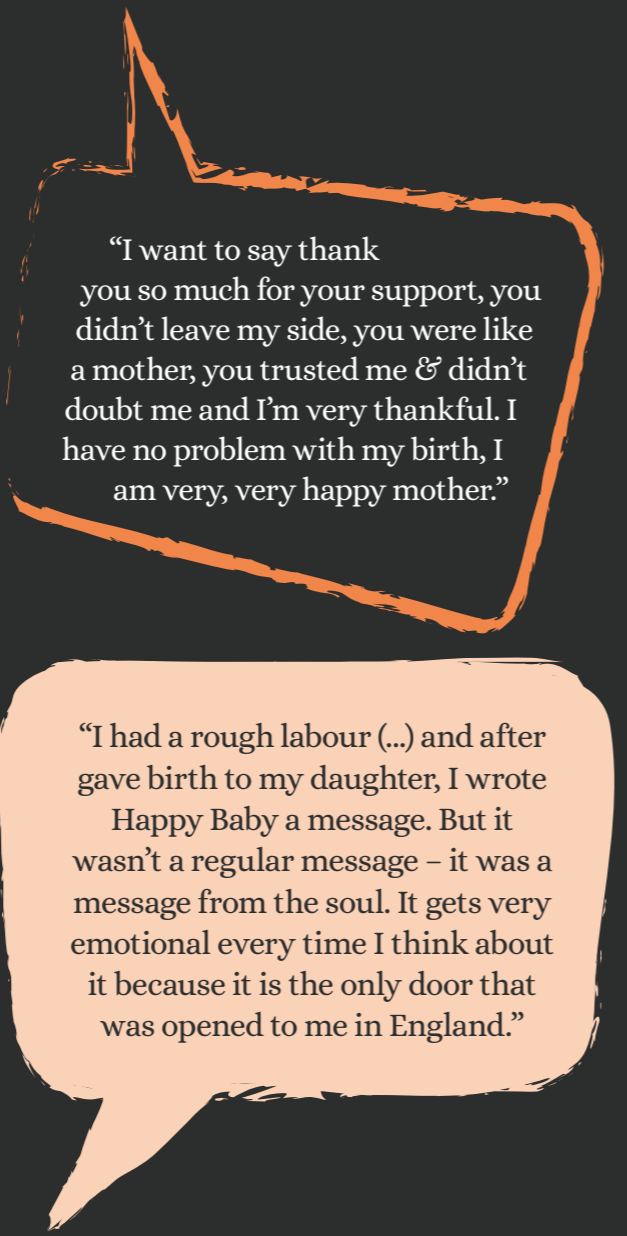 “I want to say thank
you so much for your support, you
didn’t leave my side, you were like
a mother, you trusted me & didn’t
doubt me and I’m very thankful. I
have no problem with my birth, I
am very, very happy mother.”
“I had a rough labour (...) and after
gave birth to my daughter, I wrote
Happy Baby a message. But it
wasn’t a regular message – it was a
message from the soul. It gets very
emotional every time I think about
it because it is the only door that
was opened to me in England.”